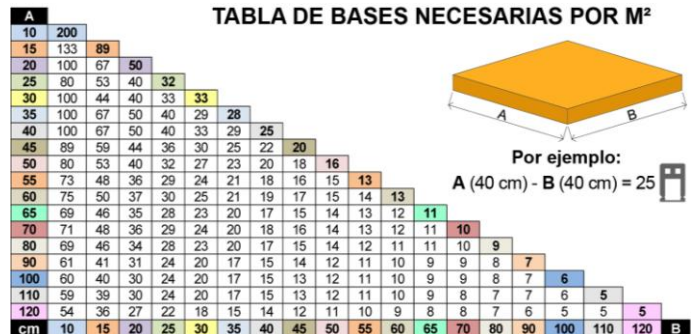 TABLA DE BASES NECESARIAS POR M²
A
10 200
15 133 89
20 100 67 50
25 80 53 40 32
30 100 44 40 33 33
35 100 67 50 40 29 28
40 100 67 50 40 33 29 25
45 89 59 44 36 30 25 22 20
50 80 53 40 32 27 23 20 18 16
55 73 48 36 29 24 21 18 16 15 13
60 75 50 37 30 25 21 19 17 15 14 13
65 69 46 35 28 23 20 17 15 14 13 12 11
70 71 48 36 29 24 20 18 16 14 13 12 11 10
80 69 46 34 28 23 20 17 15 14 12 11 11 10 9
90 61 41 31 24 20 17 15 14 12 11 10 9 9 8 7
100 60 40 30 24 20 17 15 13 12 11 10 9 9 8 7 6
110 59 39 30 24 20 17 15 13 12 11 10 9 8 7 7 6 5
120 54 36 27 22 18 15 14 12 11 10 9 8 8 7 6 5 5 5
cm 10 15 20 25 30 35 40 45 50 55 60 65 70 80 90 100 110 120 B
A
B
Por ejemplo:
A (40 cm) - B (40 cm) = 25